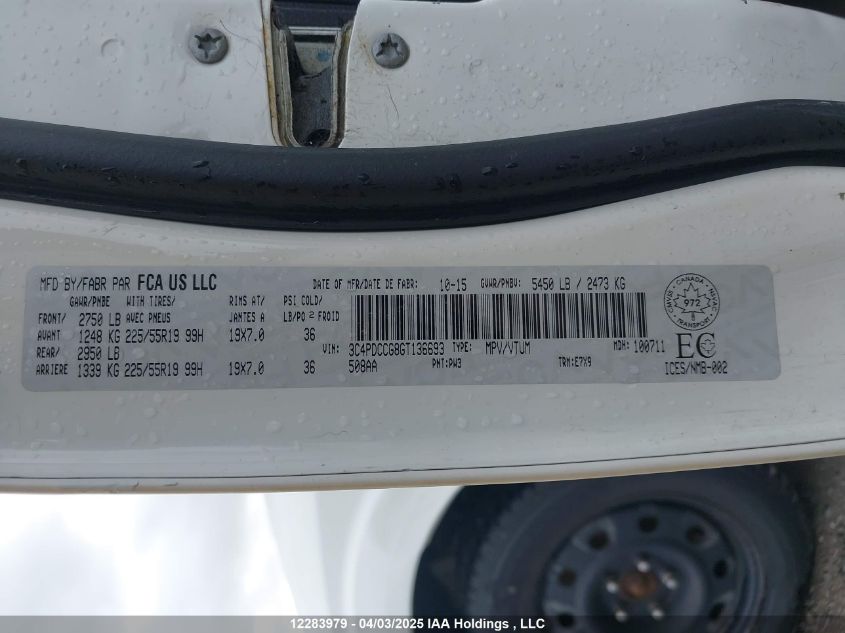 MFD BY/FABR PAR FCA US LLC DATE OF MFR/DATE DE FABR: 10-15 GVWR/PNBV: 5450 LB / 2473 KG
GAWR/PNBE WITH TIRES/ RIMS AT/ PSI COLD/
FRONT/ 2750 LB AVEC PNEUS JANTES A LB/PO 2 FROID
AVANT 1248 KG 225/55R19 99H 19X7.0 36
REAR/ 2950 LB VIN: 3C4PDCCG8GT136693 TYPE: MPV/VTUM MDH: 100711
ARRIERE 1339 KG 225/55R19 99H 19X7.0 36 508AA PNT: PW3 TRM: E7X9
CANADA
CMVSS NSVAC
972
8
TRANSPORT
EC
ICES/NMB-002
12283979 - 04/03/2025 IAA Holdings , LLC